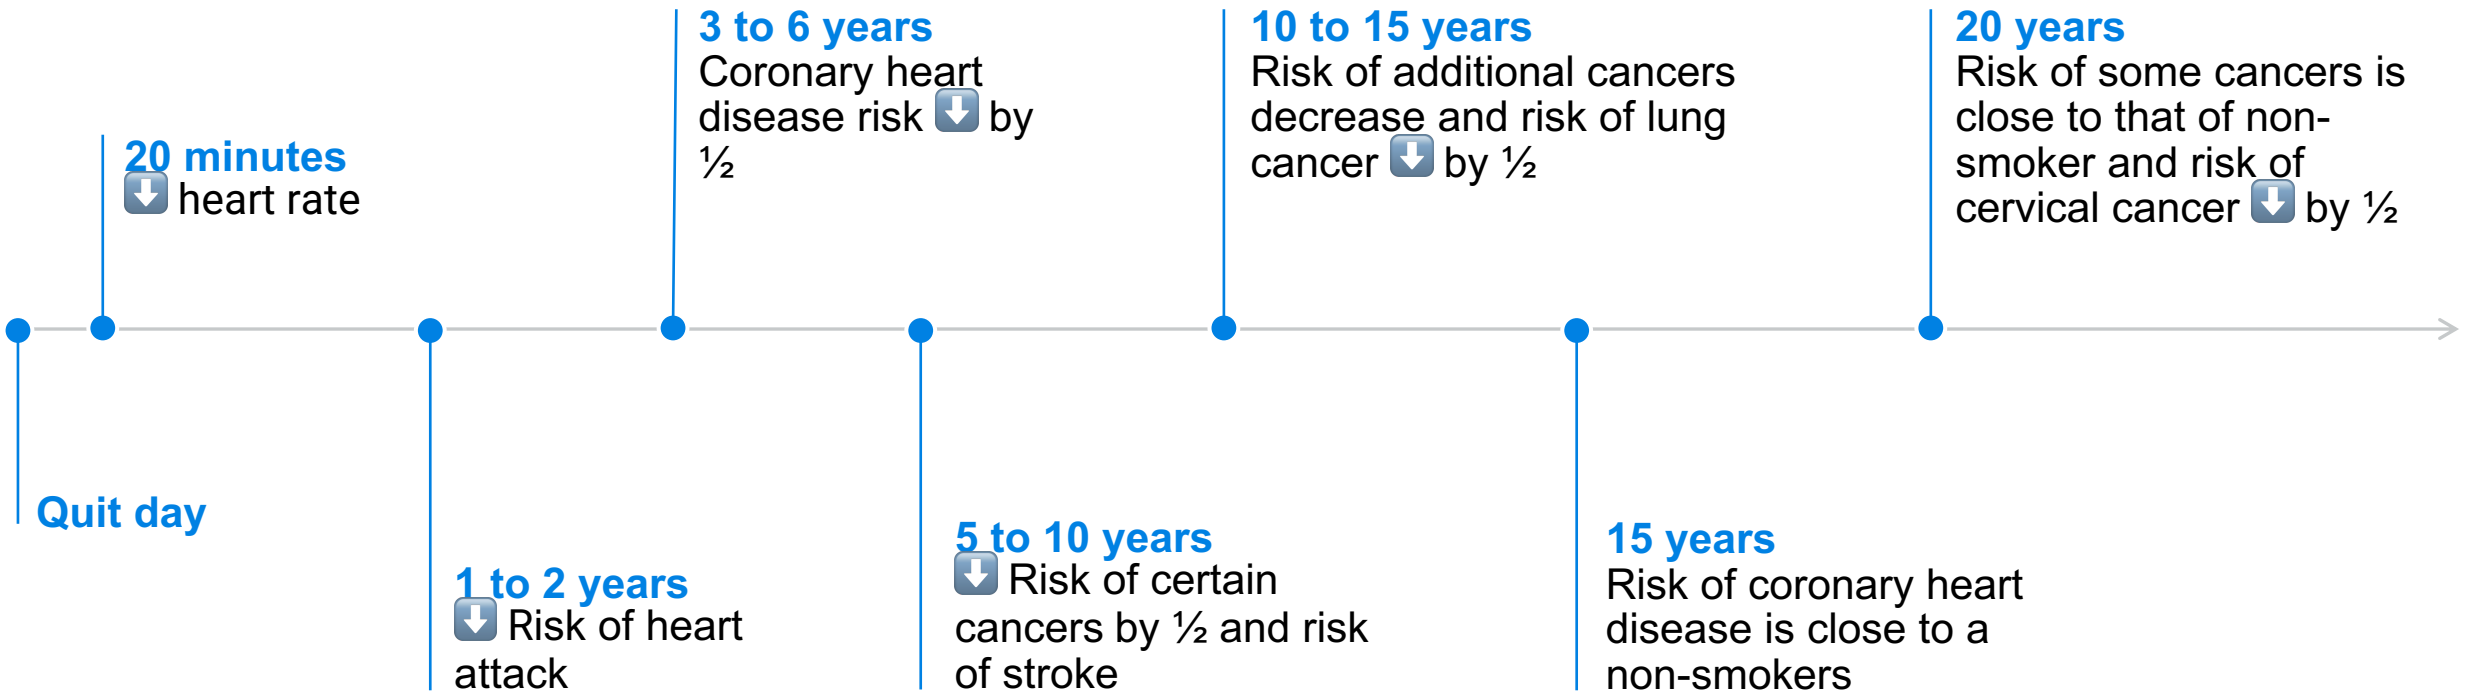 Quit day
20 minutes
⬇️ heart rate
1 to 2 years
⬇️ Risk of heart
attack
3 to 6 years
Coronary heart
disease risk ⬇️ by
½
5 to 10 years
⬇️ Risk of certain
cancers by ½ and risk
of stroke
10 to 15 years
Risk of additional cancers
decrease and risk of lung
cancer ⬇️ by ½
15 years
Risk of coronary heart
disease is close to a
non-smokers
20 years
Risk of some cancers is
close to that of non-
smoker and risk of
cervical cancer ⬇️ by ½